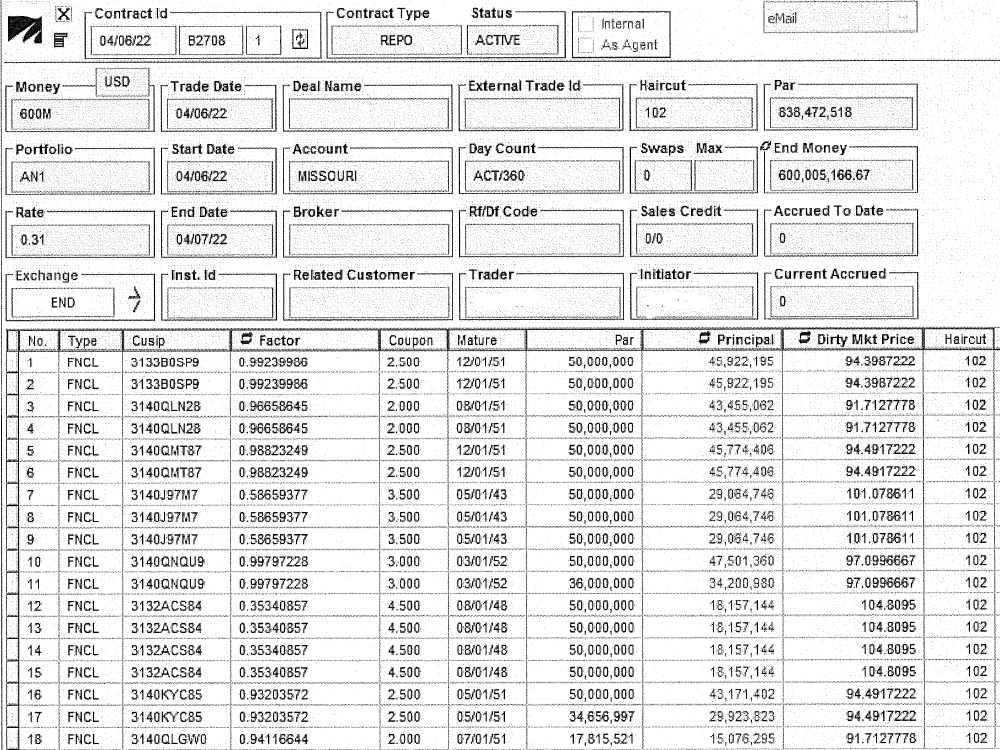 Contract Id Contract Type Status Internal eMail
04/06/22 B2708 1 REPO ACTIVE As Agent
Money USD Trade Date Deal Name External Trade Id Haircut Par
600M 04/06/22 102 838,472,518
Portfolio Start Date Account Day Count Swaps Max End Money
AN1 04/06/22 MISSOURI ACT/360 0 600,005,166.67
Rate End Date Broker Rf/Df Code Sales Credit Accrued To Date
0.31 04/07/22 0/0 0
Exchange Inst. Id Related Customer Trader Initiator Current Accrued
END 0
No. Type Cusip Factor Coupon Mature Par Principal Dirty Mkt Price Haircut
1 FNCL 3133B0SP9 0.99239986 2.500 12/01/51 50,000,000 45,922,195 94.3987222 102
2 FNCL 3133B0SP9 0.99239986 2.500 12/01/51 50,000,000 45,922,195 94.3987222 102
3 FNCL 3140QLN28 0.96658645 2.000 08/01/51 50,000,000 43,455,062 91.7127778 102
4 FNCL 3140QLN28 0.96658645 2.000 08/01/51 50,000,000 43,455,062 91.7127778 102
5 FNCL 3140QMT87 0.98823249 2.500 12/01/51 50,000,000 45,774,406 94.4917222 102
6 FNCL 3140QMT87 0.98823249 2.500 12/01/51 50,000,000 45,774,406 94.4917222 102
7 FNCL 3140J97M7 0.58659377 3.500 05/01/43 50,000,000 29,064,746 101.078611 102
8 FNCL 3140J97M7 0.58659377 3.500 05/01/43 50,000,000 29,064,746 101.078611 102
9 FNCL 3140J97M7 0.58659377 3.500 05/01/43 50,000,000 29,064,746 101.078611 102
10 FNCL 3140QNQU9 0.99797228 3.000 03/01/52 50,000,000 47,501,360 97.0996667 102
11 FNCL 3140QNQU9 0.99797228 3.000 03/01/52 36,000,000 34,200,980 97.0996667 102
12 FNCL 3132ACS84 0.35340857 4.500 08/01/48 50,000,000 18,157,144 104.8095 102
13 FNCL 3132ACS84 0.35340857 4.500 08/01/48 50,000,000 18,157,144 104.8095 102
14 FNCL 3132ACS84 0.35340857 4.500 08/01/48 50,000,000 18,157,144 104.8095 102
15 FNCL 3132ACS84 0.35340857 4.500 08/01/48 50,000,000 18,157,144 104.8095 102
16 FNCL 3140KYC85 0.93203572 2.500 05/01/51 50,000,000 43,171,402 94.4917222 102
17 FNCL 3140KYC85 0.93203572 2.500 05/01/51 34,656,997 29,923,823 94.4917222 102
18 FNCL 3140QLGW0 0.94116644 2.000 07/01/51 17,815,521 15,076,295 91.7127778 102